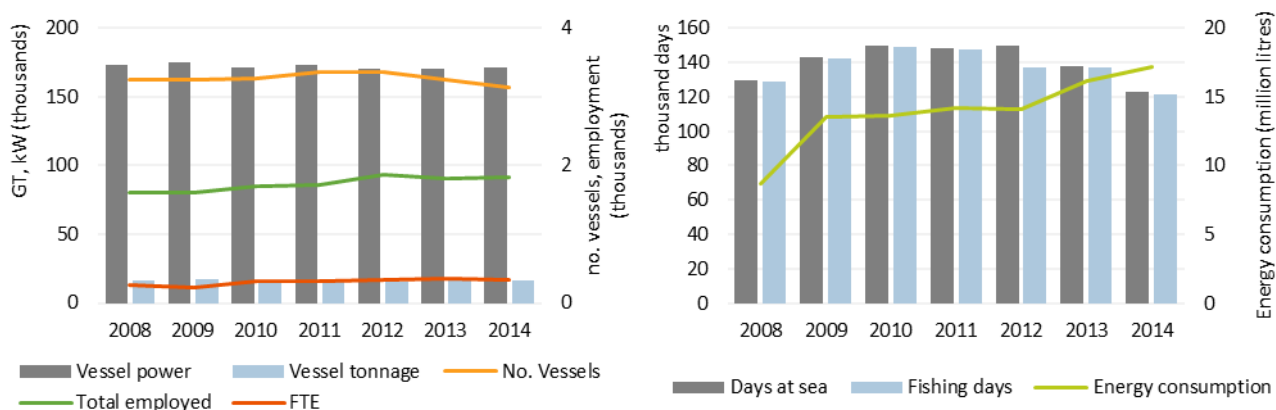 GT, kW (thousands)
200
150
100
50
0
4
2
0
no. vessels, employment
(thousands)
2008 2009 2010 2011 2012 2013 2014
Vessel power Vessel tonnage No. Vessels
Total employed FTE
thousand days
160
140
120
100
80
60
40
20
0
20
15
10
5
0
Energy consumption (million litres)
2008 2009 2010 2011 2012 2013 2014
Days at sea Fishing days Energy consumption